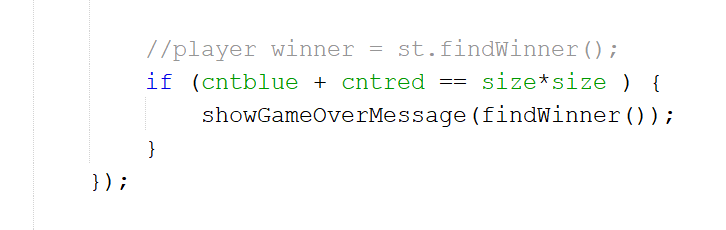 //player winner = st.findWinner();
if (cntblue + cntred == size*size ) {
showGameOverMessage(findWinner());
}
});